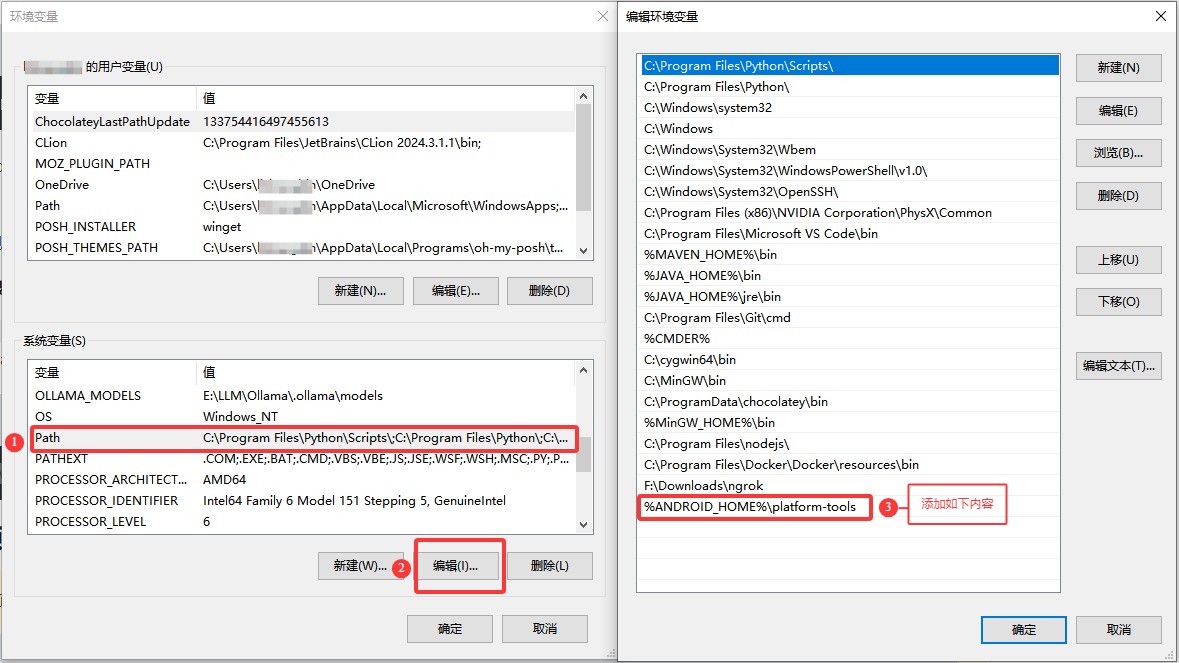 环境变量
的用户变量(U)
变量 值
ChocolateyLastPathUpdate 133754416497455613
CLion C:\Program Files\JetBrains\CLion 2024.3.1.1\bin;
MOZ_PLUGIN_PATH
OneDrive C:\Users\ \OneDrive
Path C:\Users\ \AppData\Local\Microsoft\WindowsApps;...
POSH_INSTALLER winget
POSH_THEMES_PATH C:\Users\ \AppData\Local\Programs\oh-my-posh\t...
新建(N)... 编辑(E)... 删除(D)
系统变量(S)
变量 值
OLLAMA_MODELS E:\LLM\Ollama\.ollama\models
OS Windows_NT
1 Path C:\Program Files\Python\Scripts\;C:\Program Files\Python\;C:\...
PATHEXT .COM;.EXE;.BAT;.CMD;.VBS;.VBE;.JS;.JSE;.WSF;.WSH;.MSC;.PY;.P...
PROCESSOR_ARCHITECT... AMD64
PROCESSOR_IDENTIFIER Intel64 Family 6 Model 151 Stepping 5, GenuineIntel
PROCESSOR_LEVEL 6
新建(W)... 2 编辑(I)... 删除(L)
确定 取消
编辑环境变量
C:\Program Files\Python\Scripts\
C:\Program Files\Python\
C:\Windows\system32
C:\Windows
C:\Windows\System32\Wbem
C:\Windows\System32\WindowsPowerShell\v1.0\
C:\Windows\System32\OpenSSH\
C:\Program Files (x86)\NVIDIA Corporation\PhysX\Common
C:\Program Files\Microsoft VS Code\bin
%MAVEN_HOME%\bin
%JAVA_HOME%\bin
%JAVA_HOME%\jre\bin
C:\Program Files\Git\cmd
%CMDER%
C:\cygwin64\bin
C:\MinGW\bin
C:\ProgramData\chocolatey\bin
%MinGW_HOME%\bin
C:\Program Files\nodejs\
C:\Program Files\Docker\Docker\resources\bin
F:\Downloads\ngrok
%ANDROID_HOME%\platform-tools 3 添加如下内容
新建(N)
编辑(E)
浏览(B)...
删除(D)
上移(U)
下移(O)
编辑文本(T)...
确定 取消